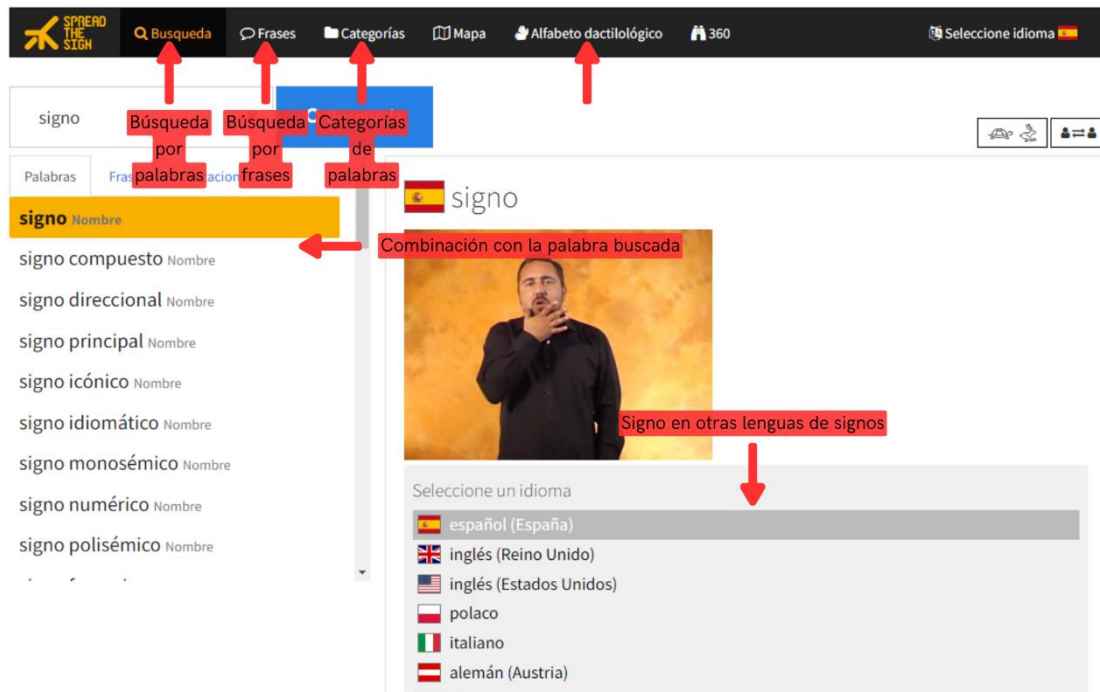 SPREAD
THE
SIGN
Busqueda
Frases
Categorías
Mapa
Alfabeto dactilológico
360
Seleccione idioma
signo
Búsqueda
por
palabras
Búsqueda
por
frases
Categorías
de
palabras
Palabras
signo Nombre
signo compuesto Nombre
signo direccional Nombre
signo principal Nombre
signo icónico Nombre
signo idiomático Nombre
signo monosémico Nombre
signo numérico Nombre
signo polisémico Nombre
Combinación con la palabra buscada
signo
Signo en otras lenguas de signos
Seleccione un idioma
español (España)
inglés (Reino Unido)
inglés (Estados Unidos)
polaco
italiano
alemán (Austria)